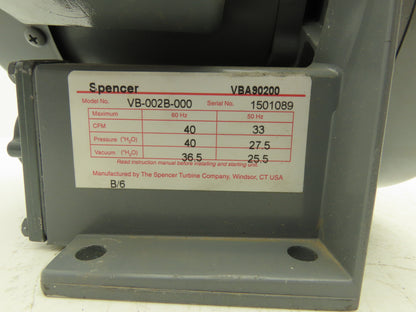 Spencer VBA90200
Model No. VB-002B-000 Serial No. 1501089
Maximum 60 Hz 50 Hz
CFM 40 33
Pressure ("H2O) 40 27.5
Vacuum ("H2O) 36.5 25.5
Read instruction manual before installing and starting unit.
Manufactured by The Spencer Turbine Company, Windsor, CT USA
B/6